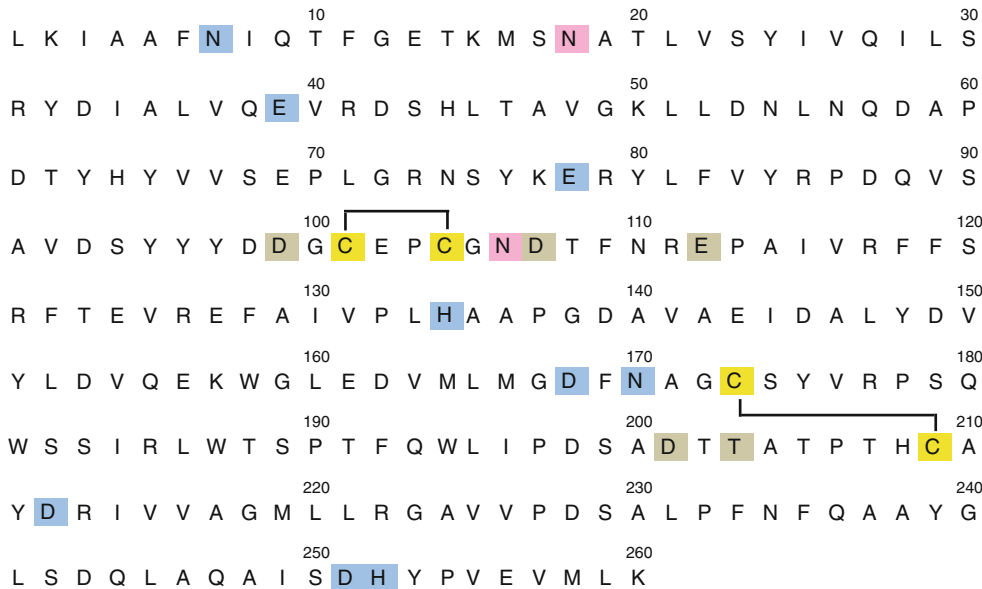 10 20 30
L K I A A F N I Q T F G E T K M S N A T L V S Y I V Q I L S
40 50 60
R Y D I A L V Q E V R D S H L T A V G K L L D N L N Q D A P
70 80 90
D T Y H Y V V S E P L G R N S Y K E R Y L F V Y R P D Q V S
100 110 120
A V D S Y Y Y D D G C E P C G N D T F N R E P A I V R F F S
130 140 150
R F T E V R E F A I V P L H A A P G D A V A E I D A L Y D V
160 170 180
Y L D V Q E K W G L E D V M L M G D F N A G C S Y V R P S Q
190 200 210
W S S I R L W T S P T F Q W L I P D S A D T T A T P T H C A
220 230 240
Y D R I V V A G M L L R G A V V P D S A L P F N F Q A A Y G
250 260
L S D Q L A Q A I S D H Y P V E V M L K